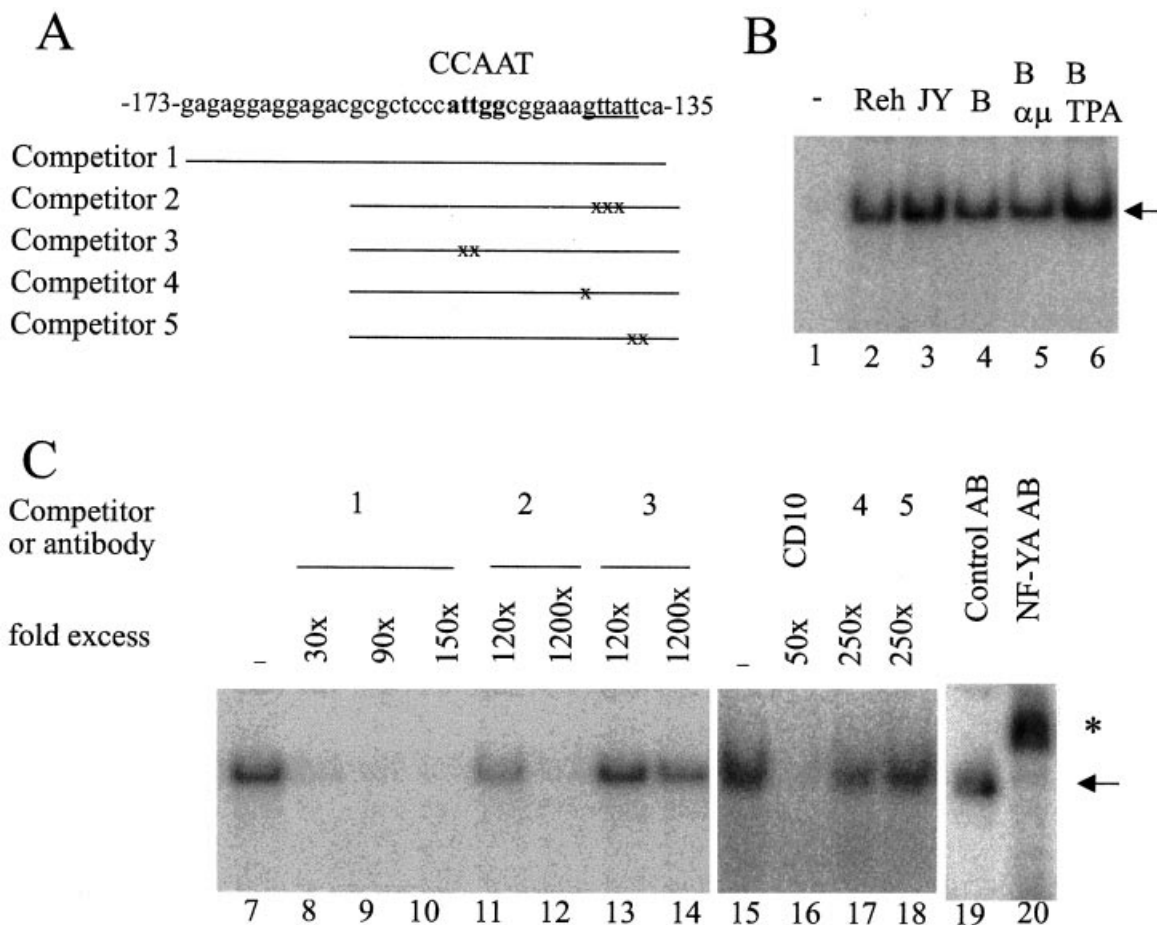 A
CCAAT
-173-gagaggaggagacgcgctcccattggcggaaagttattca-135
Competitor 1
Competitor 2 xxx
Competitor 3 xx
Competitor 4 x
Competitor 5 xx
B
- Reh JY B B αμ B TPA
1 2 3 4 5 6
C
Competitor or antibody 1 2 3 CD10 4 5 Control AB NF-YA AB
fold excess - 30x 90x 150x 120x 1200x 120x 1200x - 50x 250x 250x
*
7 8 9 10 11 12 13 14 15 16 17 18 19 20